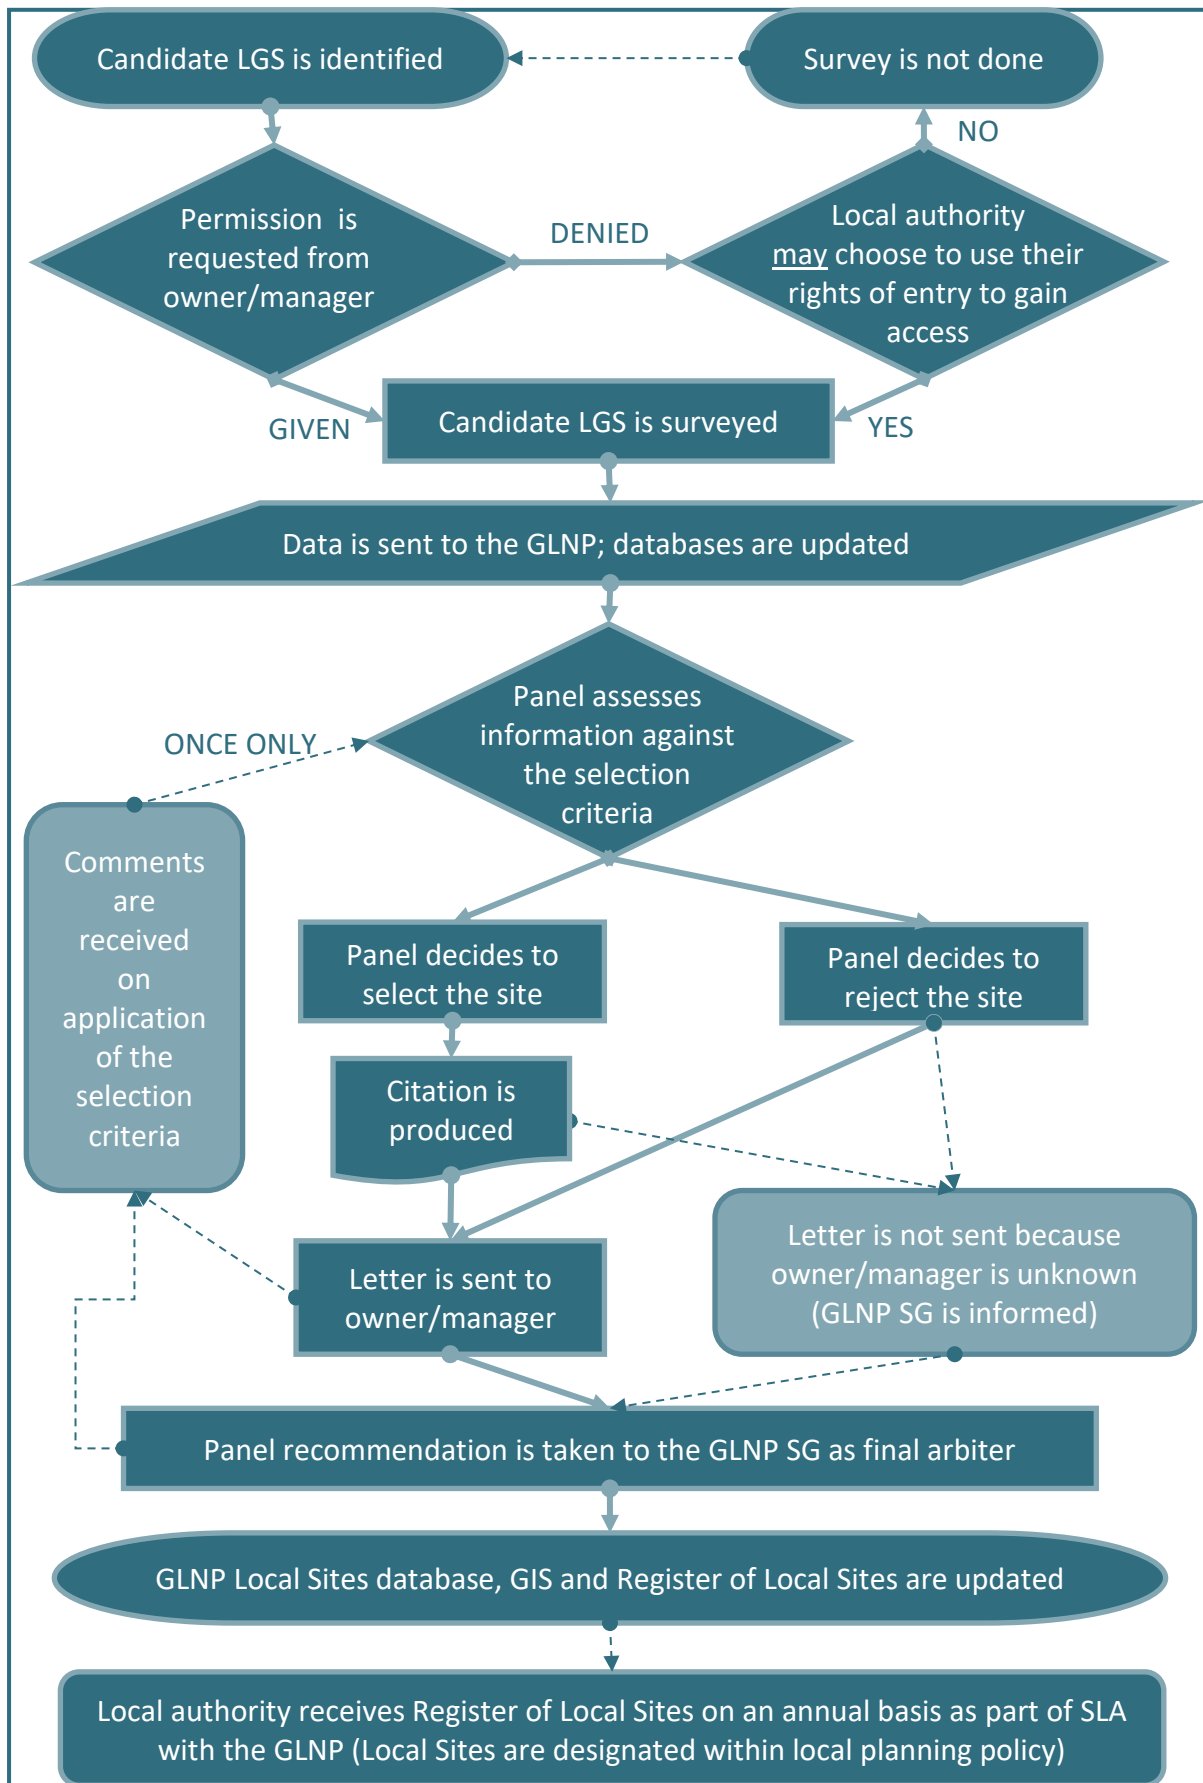 Candidate LGS is identified
Survey is not done
NO
Permission is
requested from
owner/manager
DENIED
Local authority
may choose to use their
rights of entry to gain
access
GIVEN
Candidate LGS is surveyed
YES
Data is sent to the GLNP; databases are updated
Panel assesses
information against
the selection
criteria
ONCE ONLY
Comments
are
received
on
application
of the
selection
criteria
Panel decides to
select the site
Panel decides to
reject the site
Citation is
produced
Letter is sent to
owner/manager
Letter is not sent because
owner/manager is unknown
(GLNP SG is informed)
Panel recommendation is taken to the GLNP SG as final arbiter
GLNP Local Sites database, GIS and Register of Local Sites are updated
Local authority receives Register of Local Sites on an annual basis as part of SLA
with the GLNP (Local Sites are designated within local planning policy)